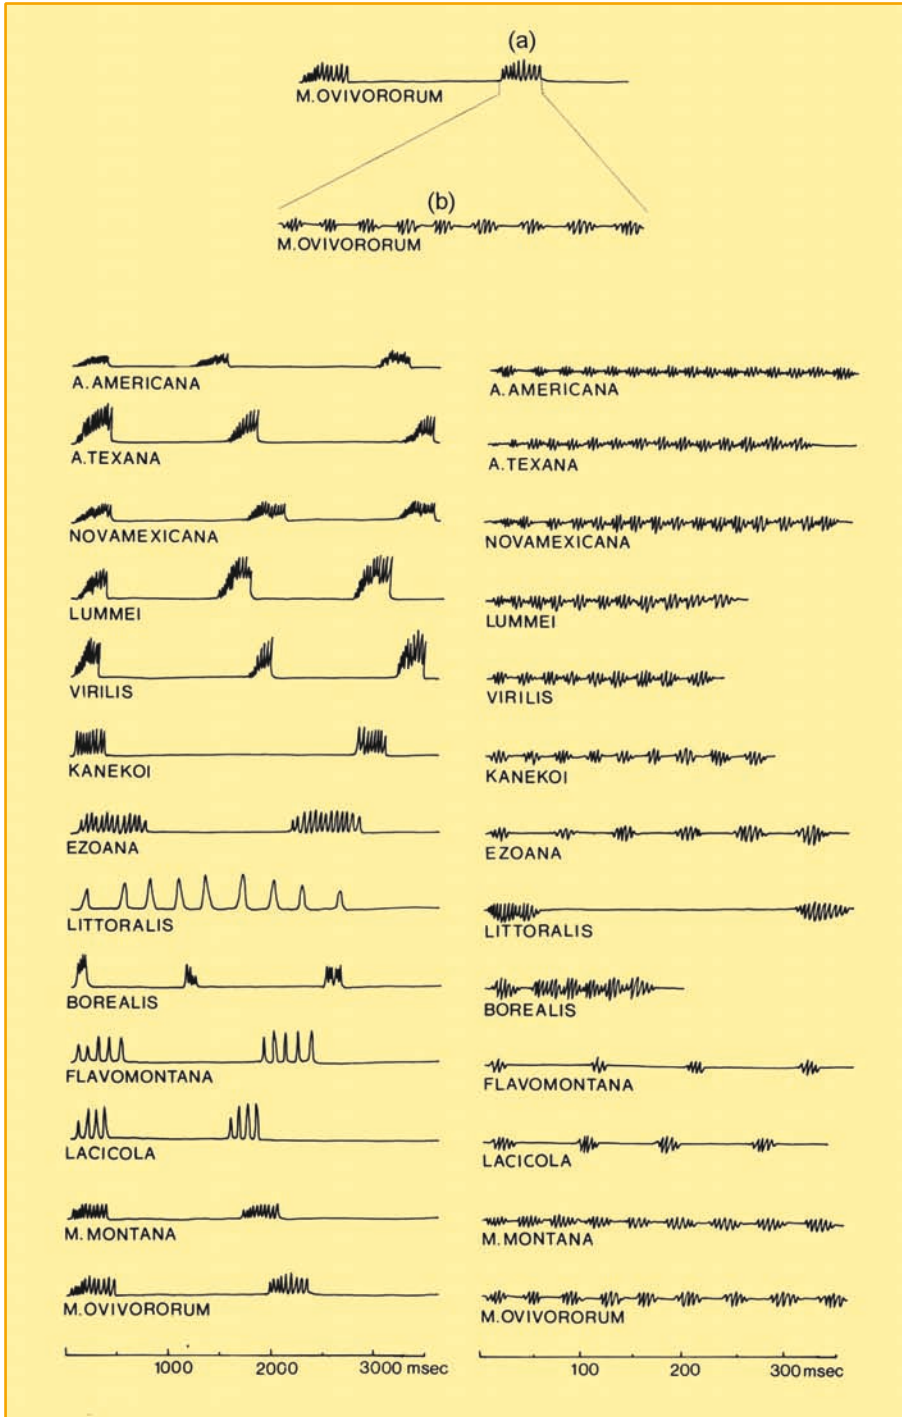 (a)
M.OVIVORORUM
(b)
M.OVIVORORUM
A.AMERICANA
A.TEXANA
NOVAMEXICANA
LUMMEI
VIRILIS
KANEKOI
EZOANA
LITTORALIS
BOREALIS
FLAVOMONTANA
LACICOLA
M.MONTANA
M.OVIVORORUM
1000 2000 3000 msec
A.AMERICANA
A.TEXANA
NOVAMEXICANA
LUMMEI
VIRILIS
KANEKOI
EZOANA
LITTORALIS
BOREALIS
FLAVOMONTANA
LACICOLA
M.MONTANA
M.OVIVORORUM
100 200 300 msec